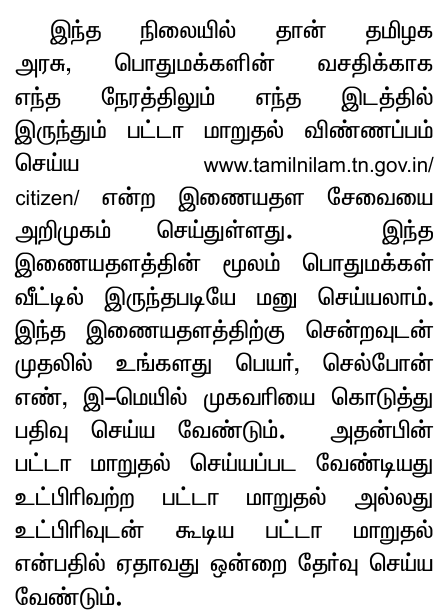 இந்த நிலையில் தான் தமிழக
அரசு, பொதுமக்களின் வசதிக்காக
எந்த நேரத்திலும் எந்த இடத்தில்
இருந்தும் பட்டா மாறுதல் விண்ணப்பம்
செய்ய www.tamilnilam.tn.gov.in/
citizen/ என்ற இணையதள சேவையை
அறிமுகம் செய்துள்ளது. இந்த
இணையதளத்தின் மூலம் பொதுமக்கள்
வீட்டில் இருந்தபடியே மனு செய்யலாம்.
இந்த இணையதளத்திற்கு சென்றவுடன்
முதலில் உங்களது பெயர், செல்போன்
எண், இ-மெயில் முகவரியை கொடுத்து
பதிவு செய்ய வேண்டும். அதன்பின்
பட்டா மாறுதல் செய்யப்பட வேண்டியது
உட்பிரிவற்ற பட்டா மாறுதல் அல்லது
உட்பிரிவுடன் கூடிய பட்டா மாறுதல்
என்பதில் ஏதாவது ஒன்றை தேர்வு செய்ய
வேண்டும்.